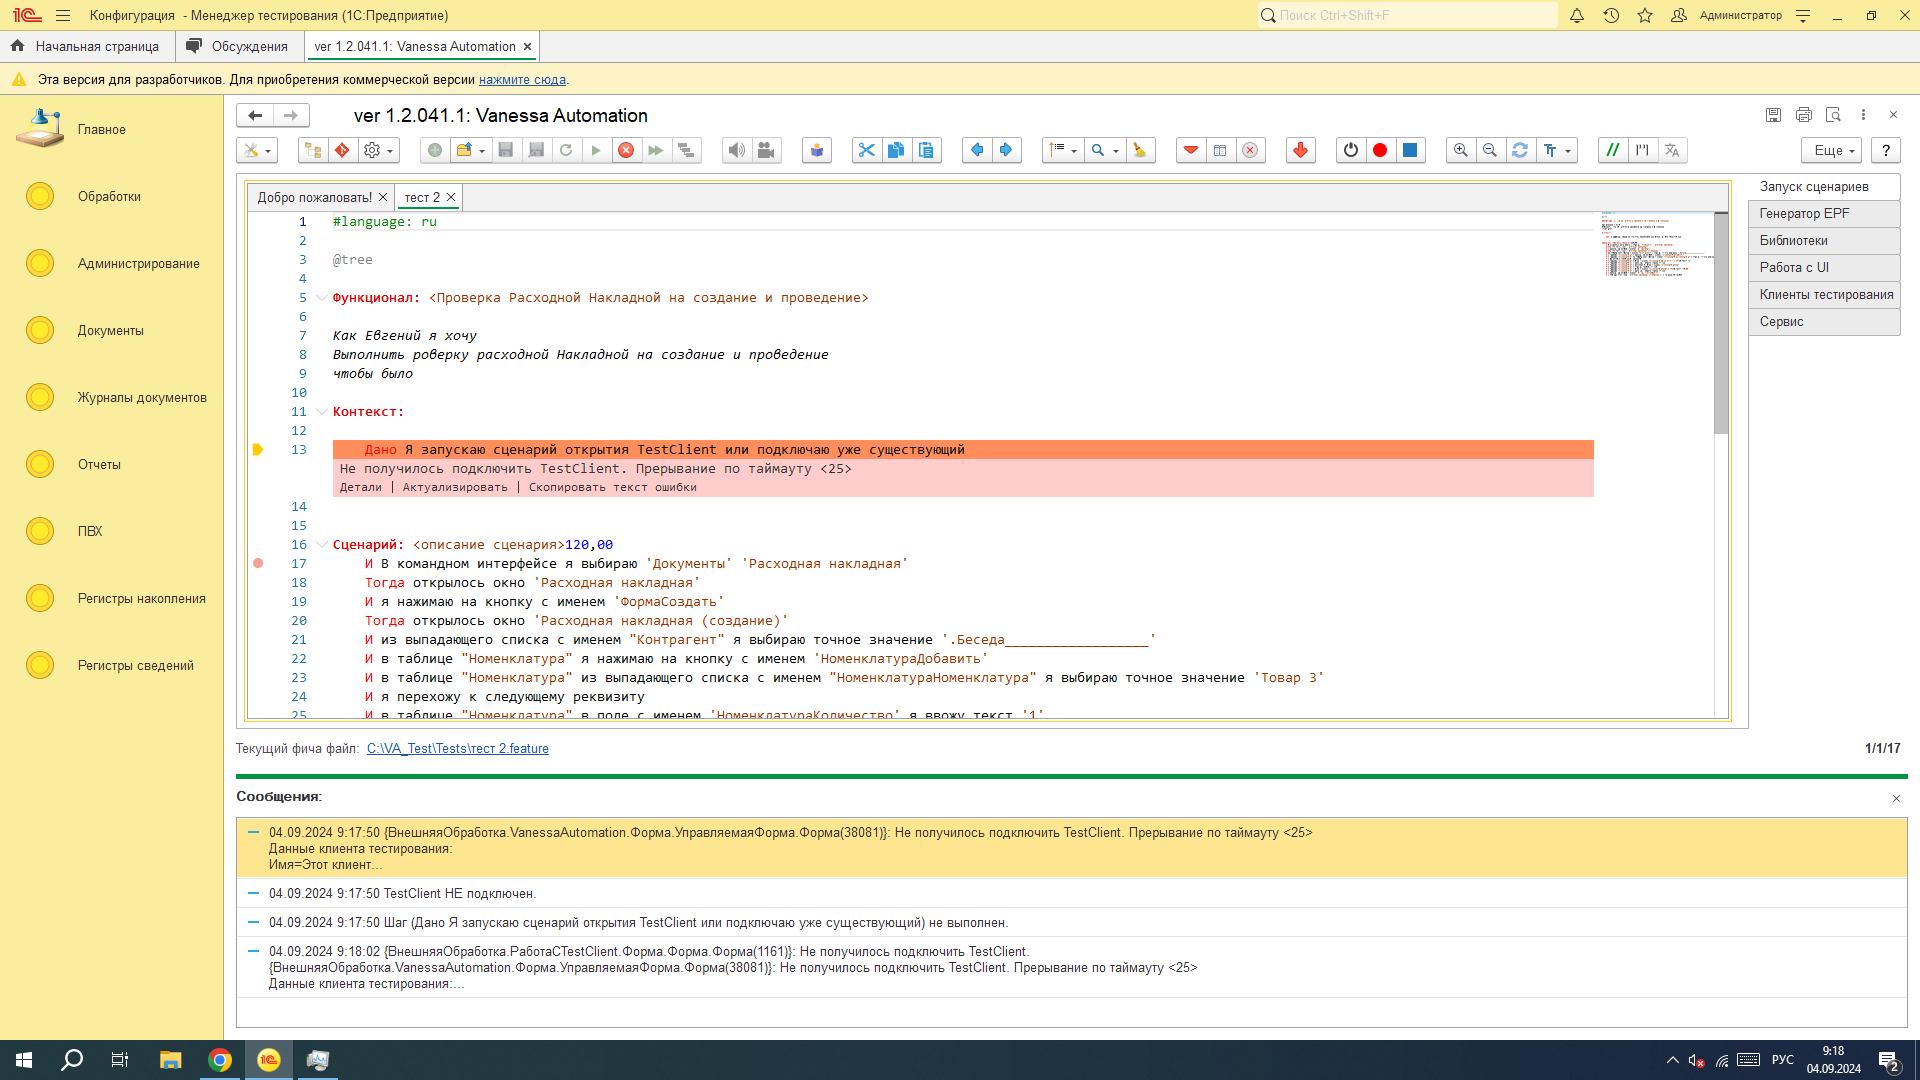 Конфигурация - Менеджер тестирования (1С:Предприятие)
Поиск Ctrl+Shift+F
Администратор
Начальная страница
Обсуждения
ver 1.2.041.1: Vanessa Automation
Эта версия для разработчиков. Для приобретения коммерческой версии нажмите сюда.
Главное
Обработки
Администрирование
Документы
Журналы документов
Отчеты
ПВХ
Регистры накопления
Регистры сведений
ver 1.2.041.1: Vanessa Automation
Еще
?
Добро пожаловать!
тест 2
1 #language: ru
2
3 @tree
4
5 Функционал: <Проверка Расходной Накладной на создание и проведение>
6
7 Как Евгений я хочу
8 Выполнить роверку расходной Накладной на создание и проведение
9 чтобы было
10
11 Контекст:
12
13 Дано Я запускаю сценарий открытия TestClient или подключаю уже существующий
Не получилось подключить TestClient. Прерывание по таймауту <25>
Детали | Актуализировать | Скопировать текст ошибки
14
15
16 Сценарий: <описание сценария>120,00
17 И В командном интерфейсе я выбираю 'Документы' 'Расходная накладная'
18 Тогда открылось окно 'Расходная накладная'
19 И я нажимаю на кнопку с именем 'ФормаСоздать'
20 Тогда открылось окно 'Расходная накладная (создание)'
21 И из выпадающего списка с именем "Контрагент" я выбираю точное значение '.Беседа__________________'
22 И в таблице "Номенклатура" я нажимаю на кнопку с именем 'НоменклатураДобавить'
23 И в таблице "Номенклатура" из выпадающего списка с именем "НоменклатураНоменклатура" я выбираю точное значение 'Товар 3'
24 И я перехожу к следующему реквизиту
25 И в таблице "Номенклатура" в поле с именем 'НоменклатураКоличество' я ввожу текст '1'
Запуск сценариев
Генератор EPF
Библиотеки
Работа с UI
Клиенты тестирования
Сервис
Текущий фича файл: C:\VA_Test\Tests\тест 2.feature
1/1/17
Сообщения:
04.09.2024 9:17:50 {ВнешняяОбработка.VanessaAutomation.Форма.УправляемаяФорма.Форма(38081)}: Не получилось подключить TestClient. Прерывание по таймауту <25>
Данные клиента тестирования:
Имя=Этот клиент...
04.09.2024 9:17:50 TestClient НЕ подключен.
04.09.2024 9:17:50 Шаг (Дано Я запускаю сценарий открытия TestClient или подключаю уже существующий) не выполнен.
04.09.2024 9:18:02 {ВнешняяОбработка.РаботаСTestClient.Форма.Форма.Форма(1161)}: Не получилось подключить TestClient.
{ВнешняяОбработка.VanessaAutomation.Форма.УправляемаяФорма.Форма(38081)}: Не получилось подключить TestClient. Прерывание по таймауту <25>
Данные клиента тестирования:...
РУС
9:18
04.09.2024
2